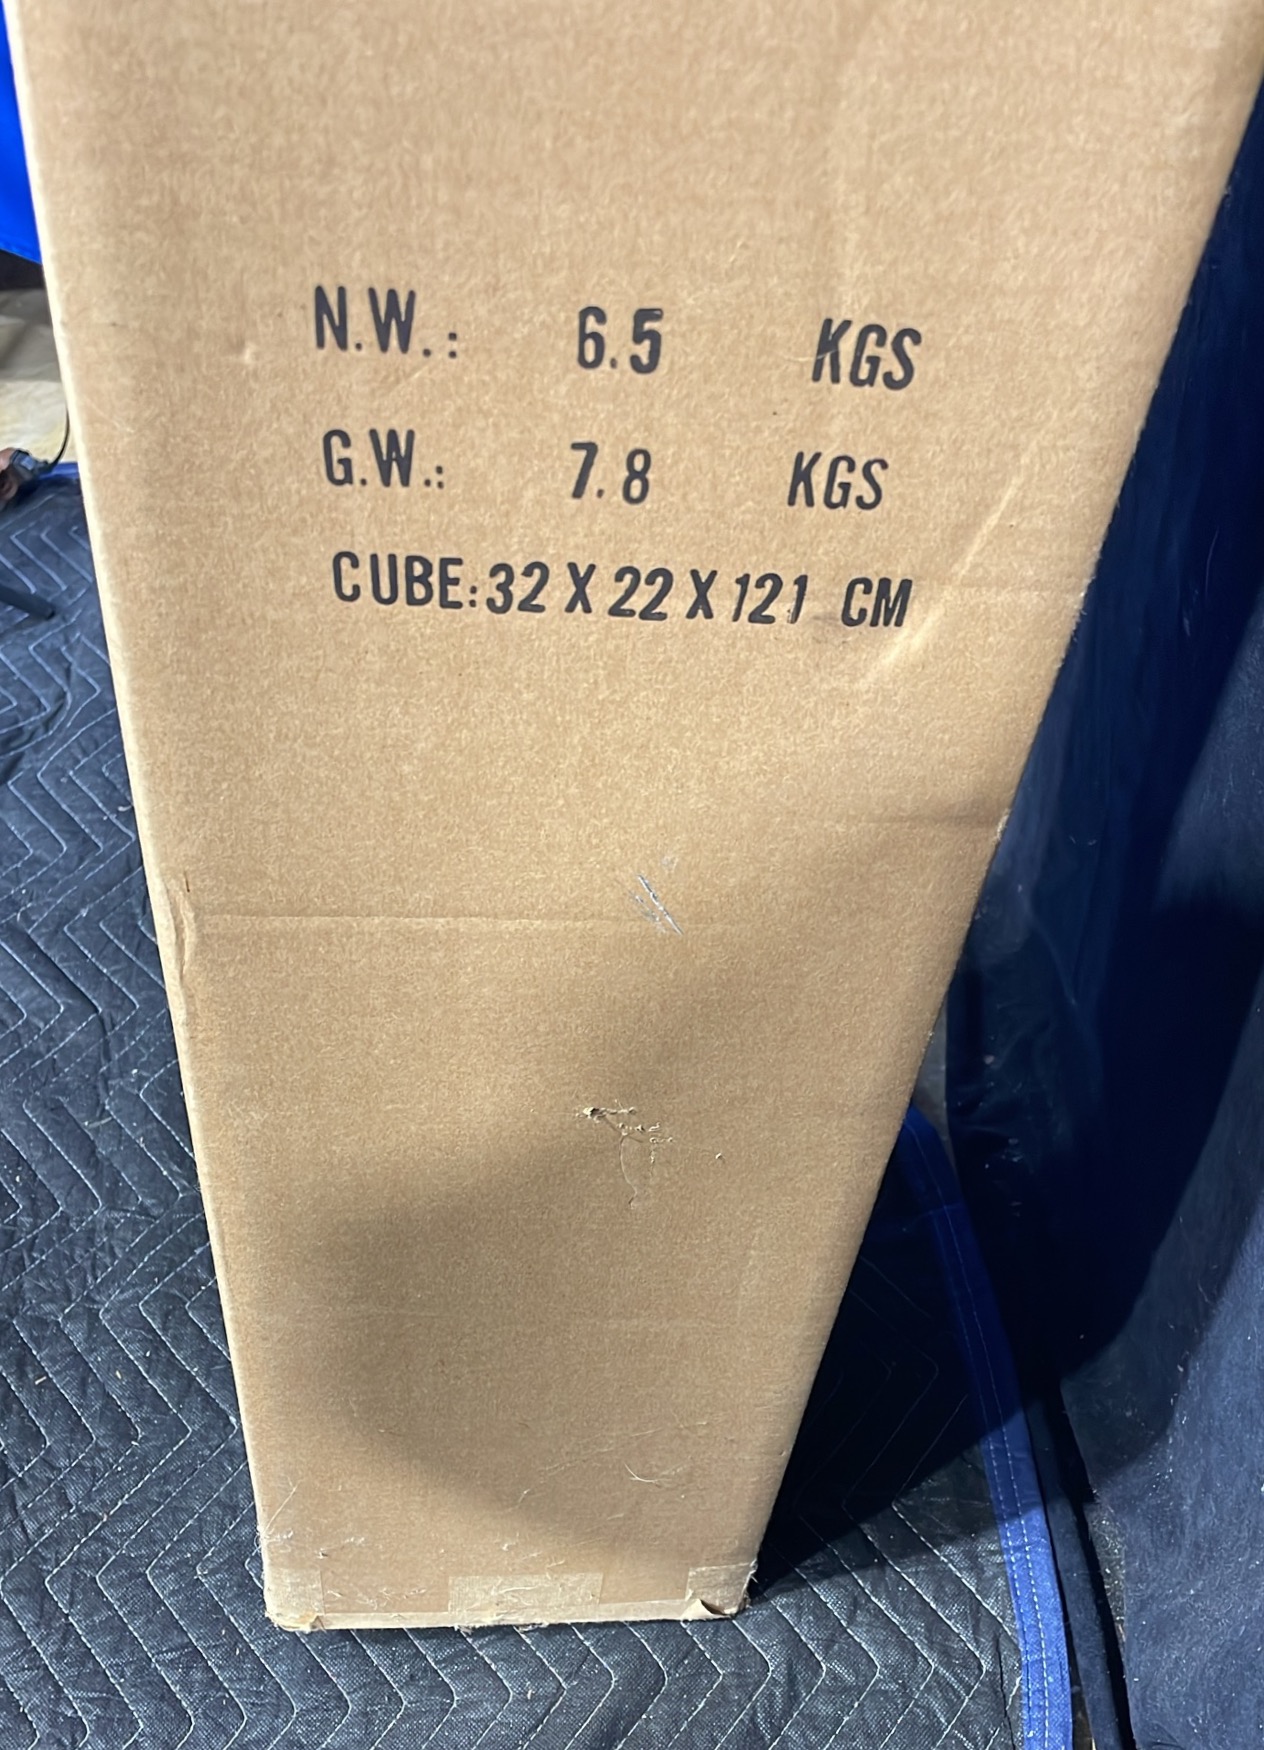 N.W.: 6.5 KGS
G.W.: 7.8 KGS
CUBE: 32 X 22 X 121 CM